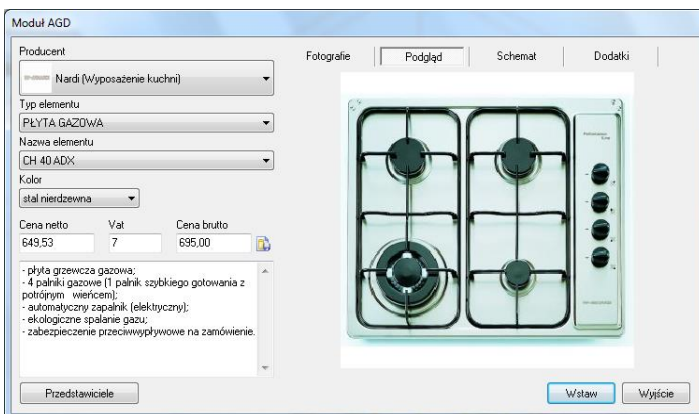 Moduł AGD
Producent
Nardi (Wyposażenie kuchni)
Typ elementu
PŁYTA GAZOWA
Nazwa elementu
CH 40 ADX
Kolor
stal nierdzewna
Cena netto Vat Cena brutto
649,53 7 695,00
- płyta grzewcza gazowa;
- 4 palniki gazowe (1 palnik szybkiego gotowania z
potrójnym wieńcem);
- automatyczny zapalnik (elektryczny);
- ekologiczne spalanie gazu;
- zabezpieczenie przeciwwypływowe na zamówienie.
Przedstawiciele
Fotografie Podgląd Schemat Dodatki
Wstaw Wyjście